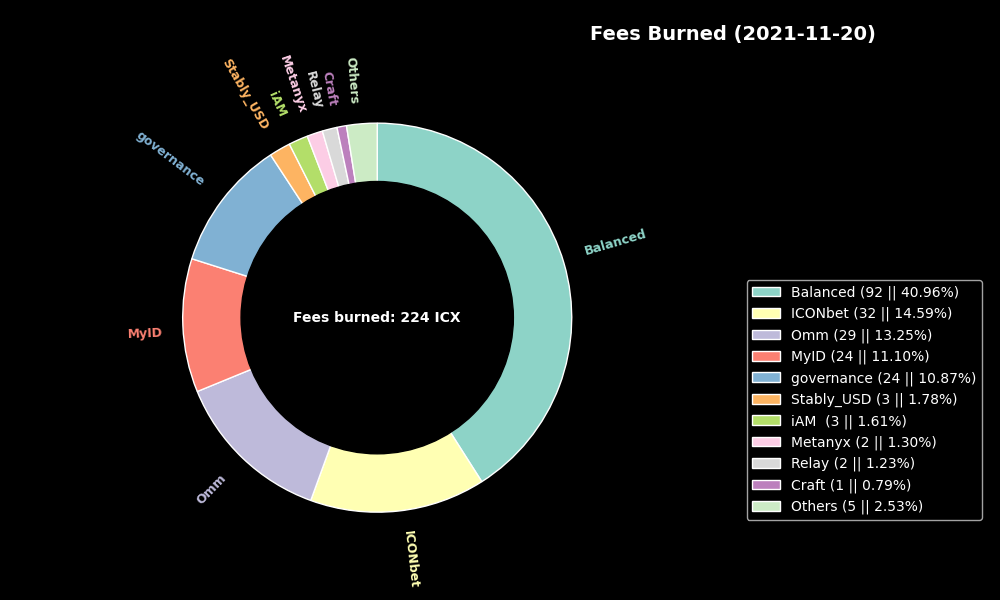 Fees Burned (2021-11-20)
Others
Craft
Relay
Metanyx
iAM
Stably_USD
governance
Balanced
MyID
Omm
ICONbet
Fees burned: 224 ICX
Balanced (92 || 40.96%)
ICONbet (32 || 14.59%)
Omm (29 || 13.25%)
MyID (24 || 11.10%)
governance (24 || 10.87%)
Stably_USD (3 || 1.78%)
iAM  (3 || 1.61%)
Metanyx (2 || 1.30%)
Relay (2 || 1.23%)
Craft (1 || 0.79%)
Others (5 || 2.53%)